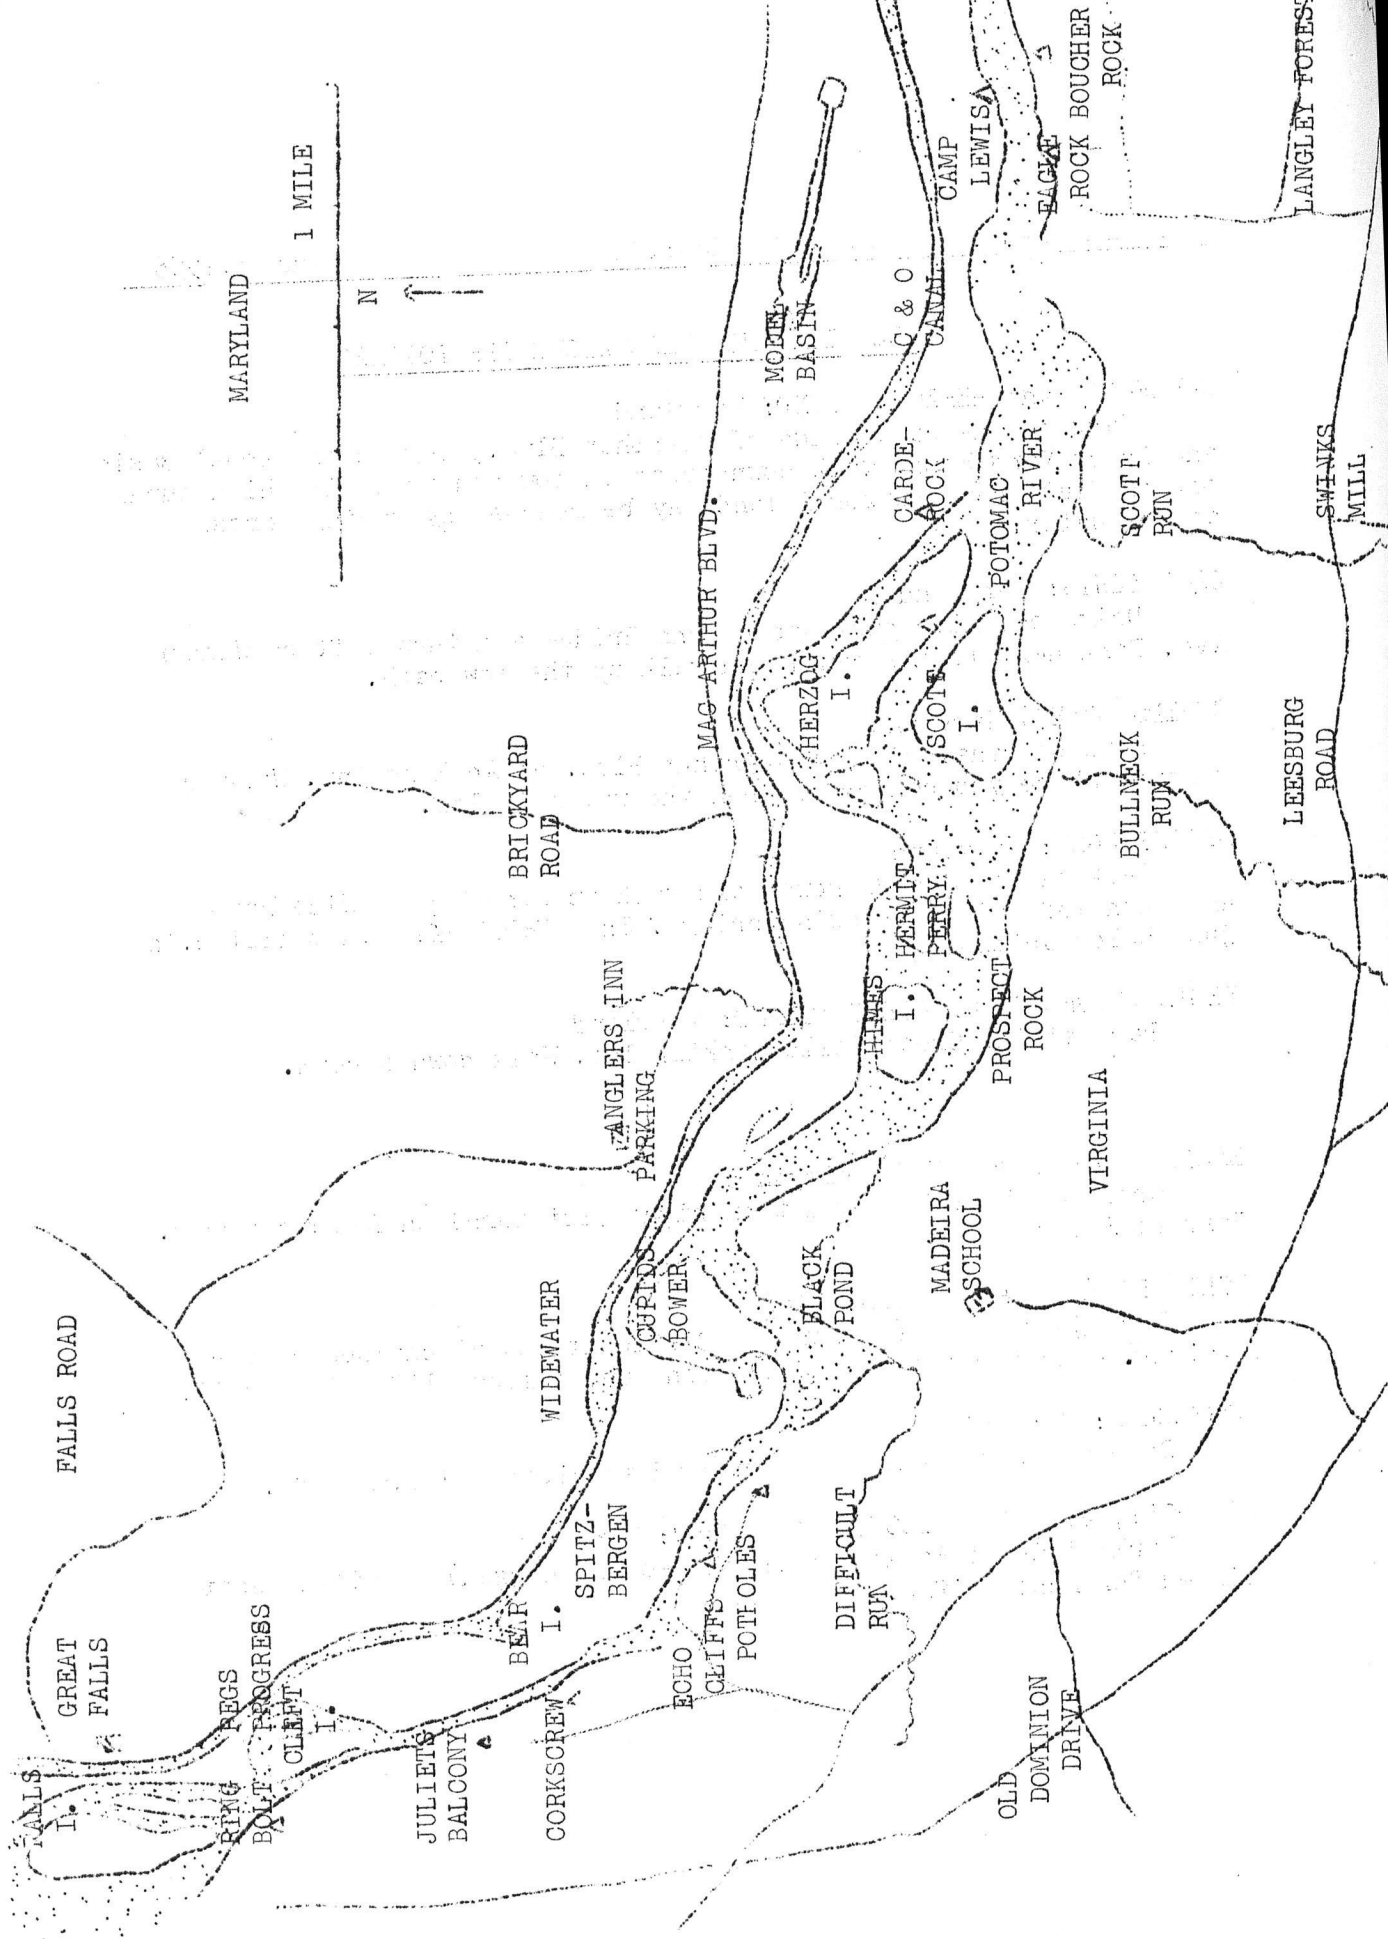 FALLS
I.
GREAT
FALLS
FALLS ROAD
MARYLAND
1 MILE
N
RING
BOLT
PEGS
PROGRESS
CLEFT
I.
JULIETS
BALCONY
CORKSCREW
BEAR
I.
SPITZ-
BERGEN
WIDEWATER
ANGLERS INN
PARKING
BRICKYARD
ROAD
MAC ARTHUR BLVD.
MODEL
BASIN
ECHO
CLIFFS
POTHOLES
CUPIDS
BOWER
BLACK
POND
HIMES
I.
HERMIT
PERRY
HERZOG
I.
SCOTT
I.
CARDE-
ROCK
C & O
CANAL
CAMP
LEWIS
DIFFICULT
RUN
MADEIRA
SCHOOL
PROSPECT
ROCK
POTOMAC
RIVER
EAGLE
ROCK
BOUCHER
ROCK
OLD
DOMINION
DRIVE
VIRGINIA
BULLNECK
RUN
SCOTT
RUN
LEESBURG
ROAD
SWINKS
MILL
LANGLEY FOREST